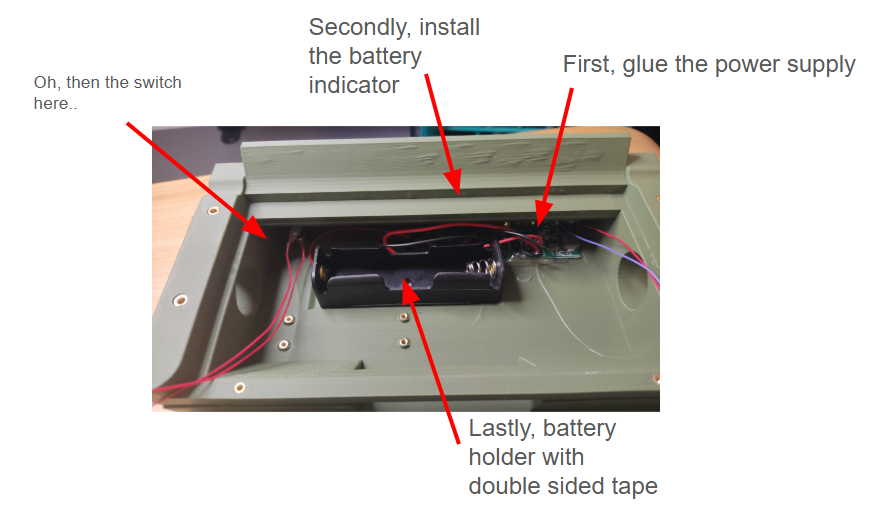 Secondly, install
the battery
indicator
First, glue the power supply
Oh, then the switch
here..
Lastly, battery
holder with
double sided tape